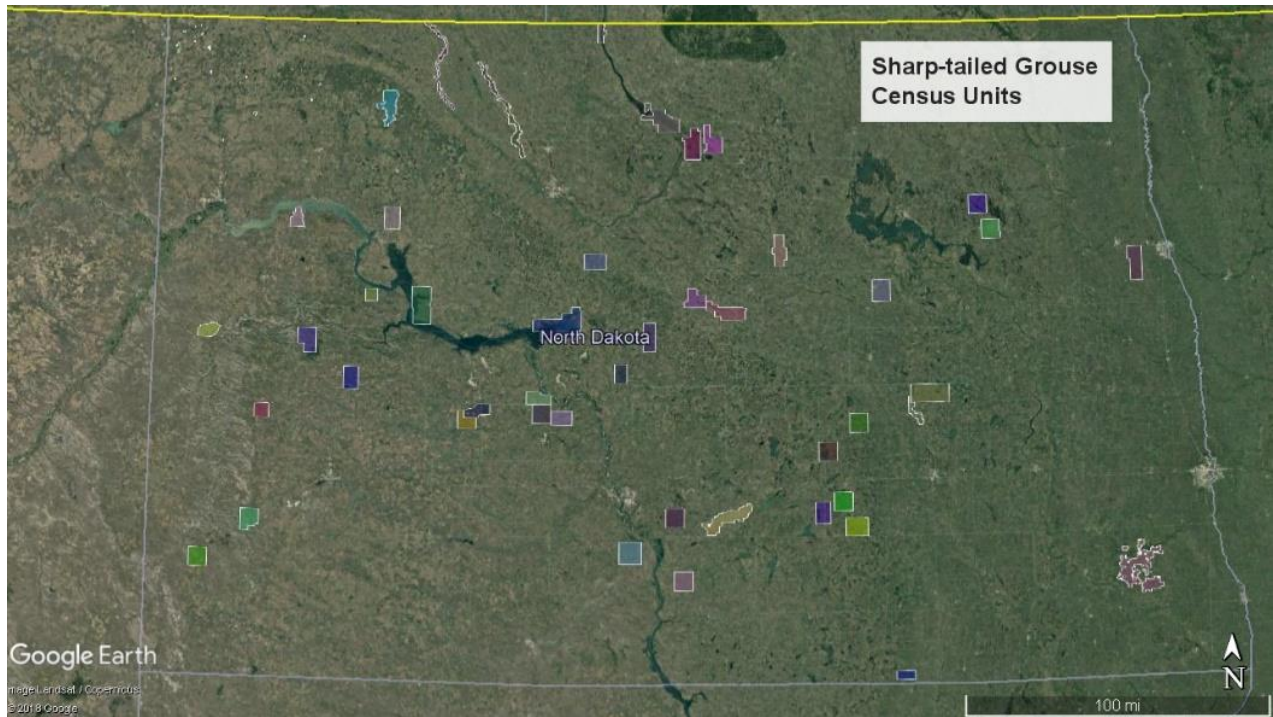 Sharp-tailed Grouse
Census Units
North Dakota
Google Earth
Image Landsat / Copernicus
© 2018 Google
N
100 mi